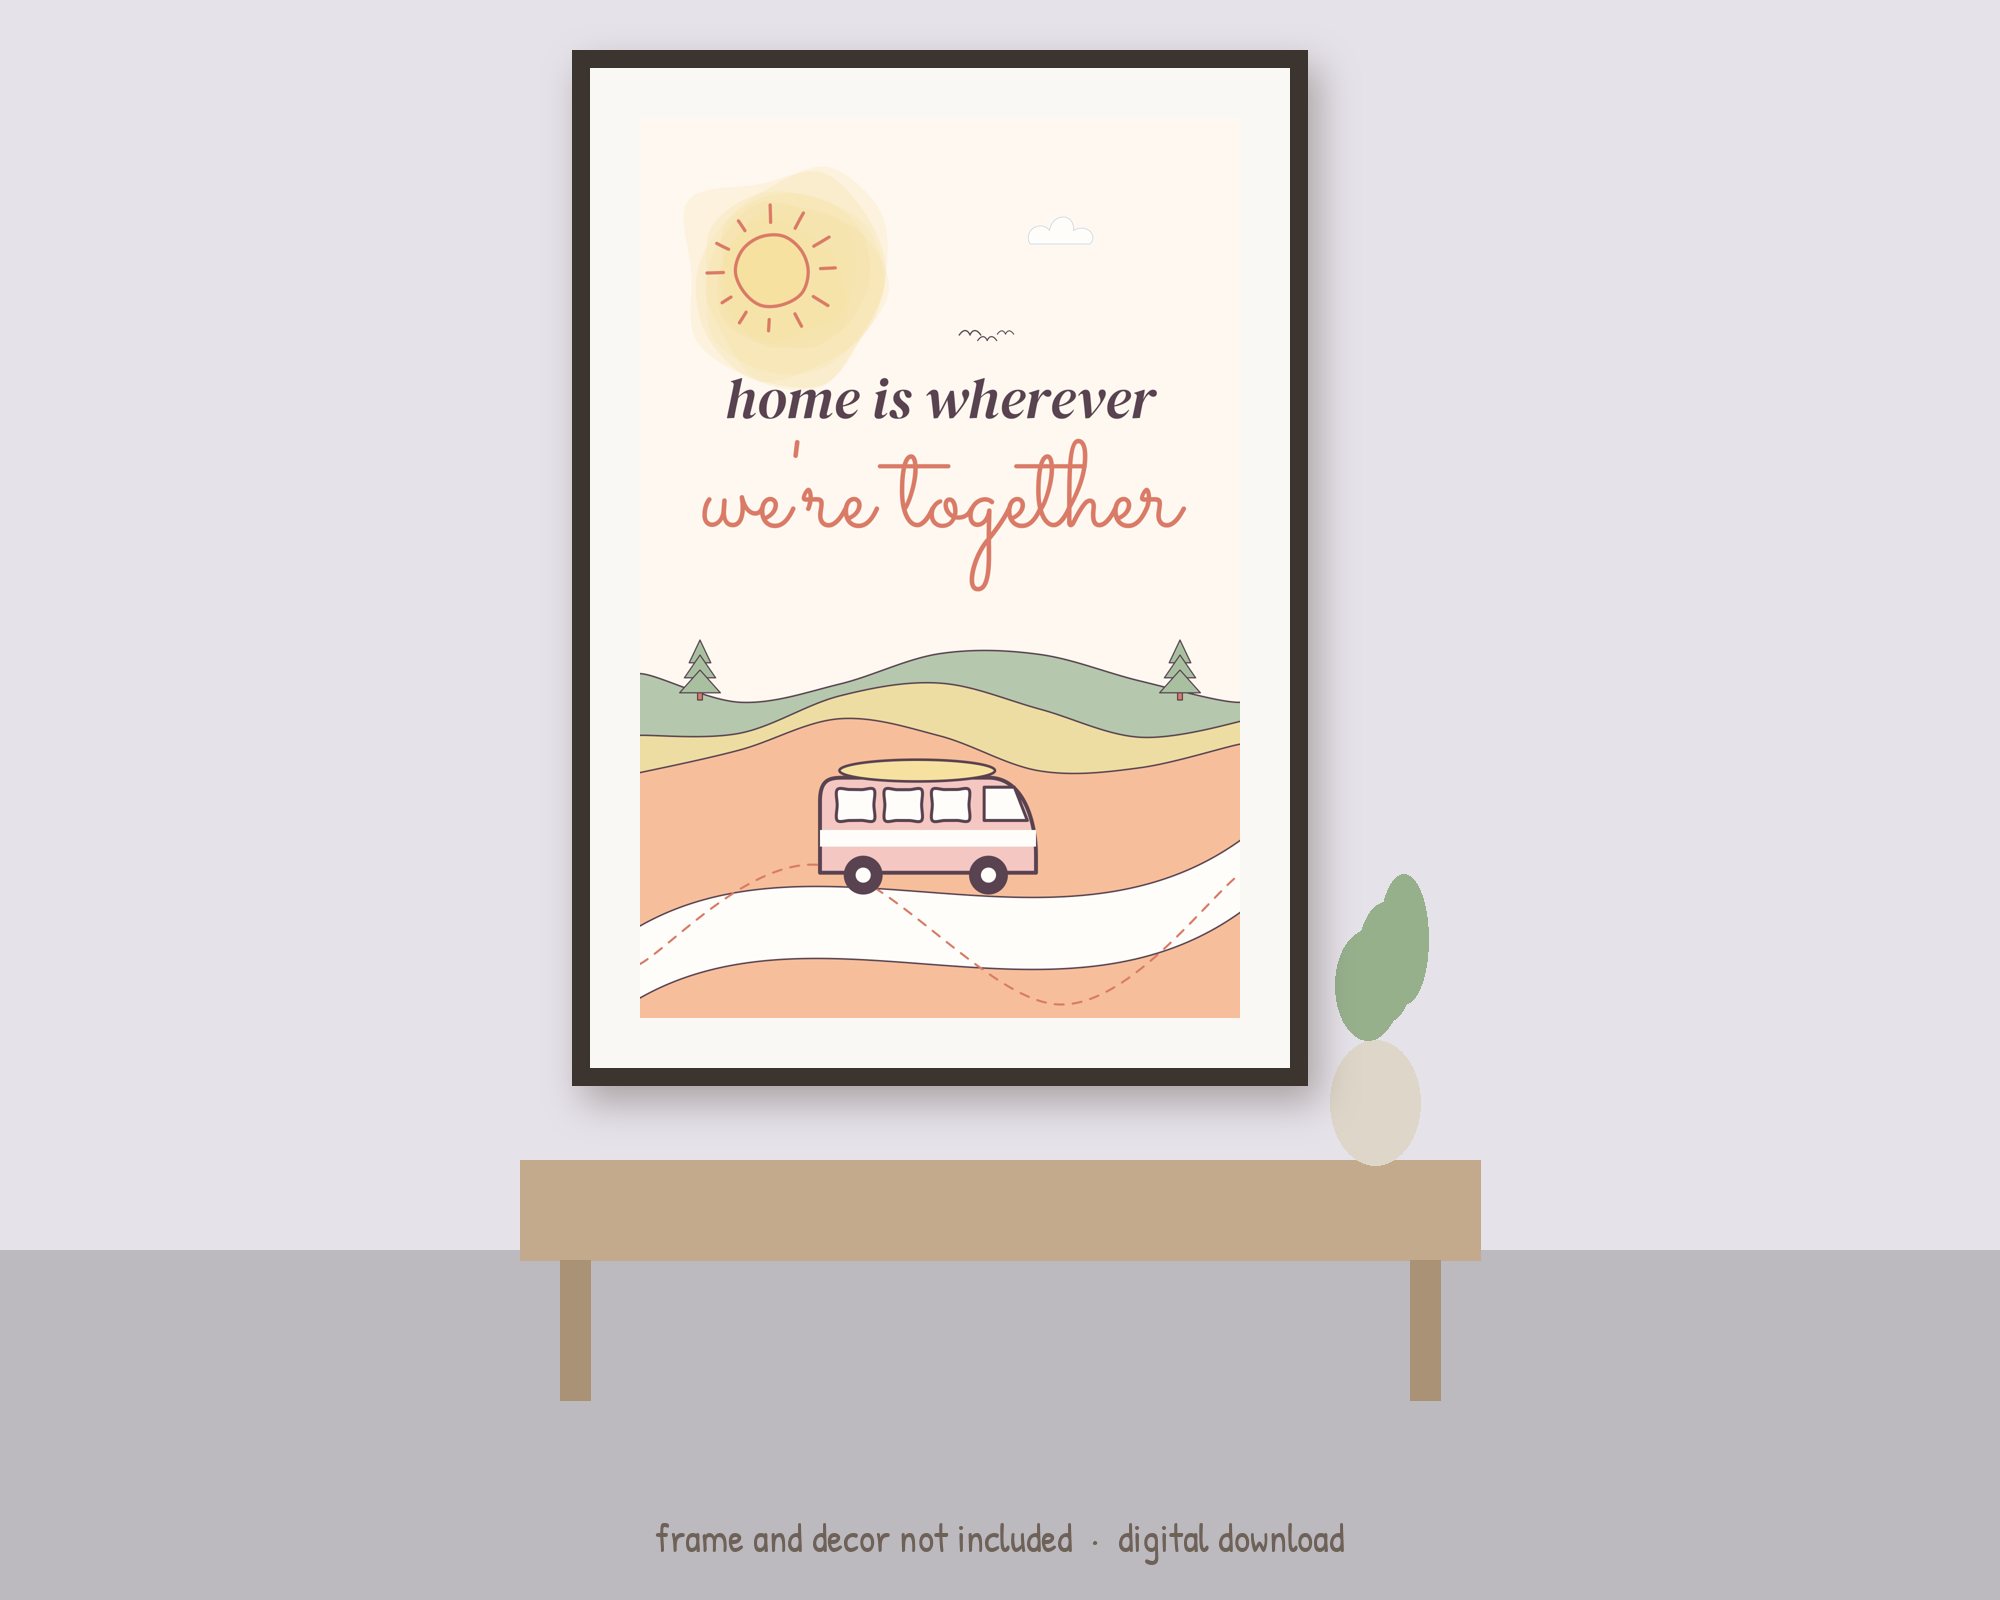 home is wherever
we're together
frame and decor not included · digital download